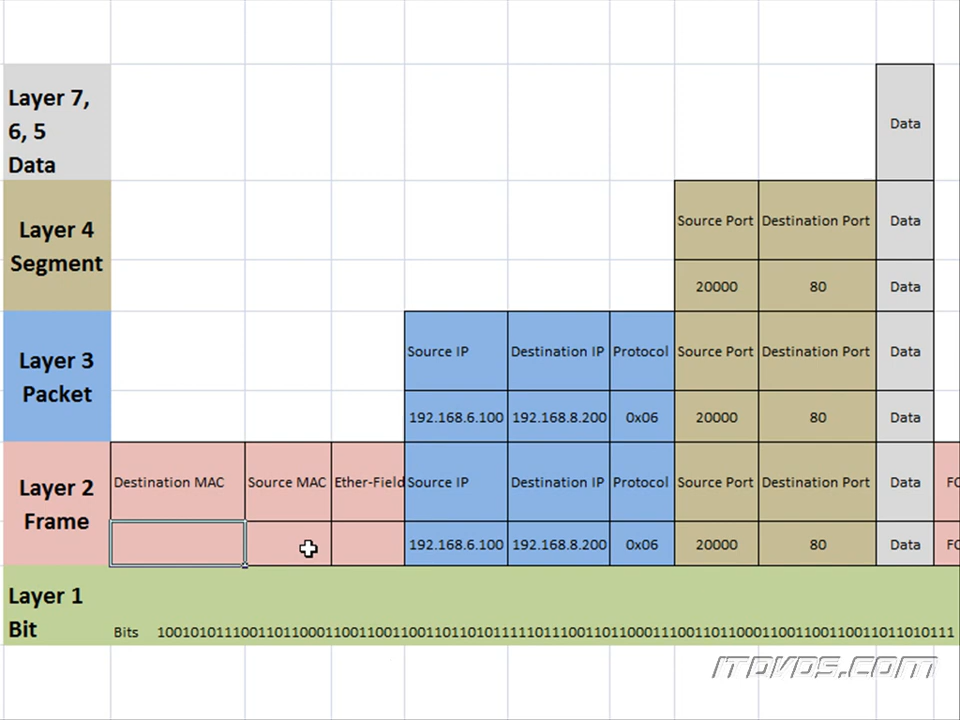 Layer 7,
6, 5
Data
Data
Layer 4
Segment
Source Port Destination Port Data
20000 80 Data
Layer 3
Packet
Source IP Destination IP Protocol Source Port Destination Port Data
192.168.6.100 192.168.8.200 0x06 20000 80 Data
Layer 2
Frame
Destination MAC Source MAC Ether-Field Source IP Destination IP Protocol Source Port Destination Port Data FC
192.168.6.100 192.168.8.200 0x06 20000 80 Data FC
Layer 1
Bit
Bits
ITDVDS.COM